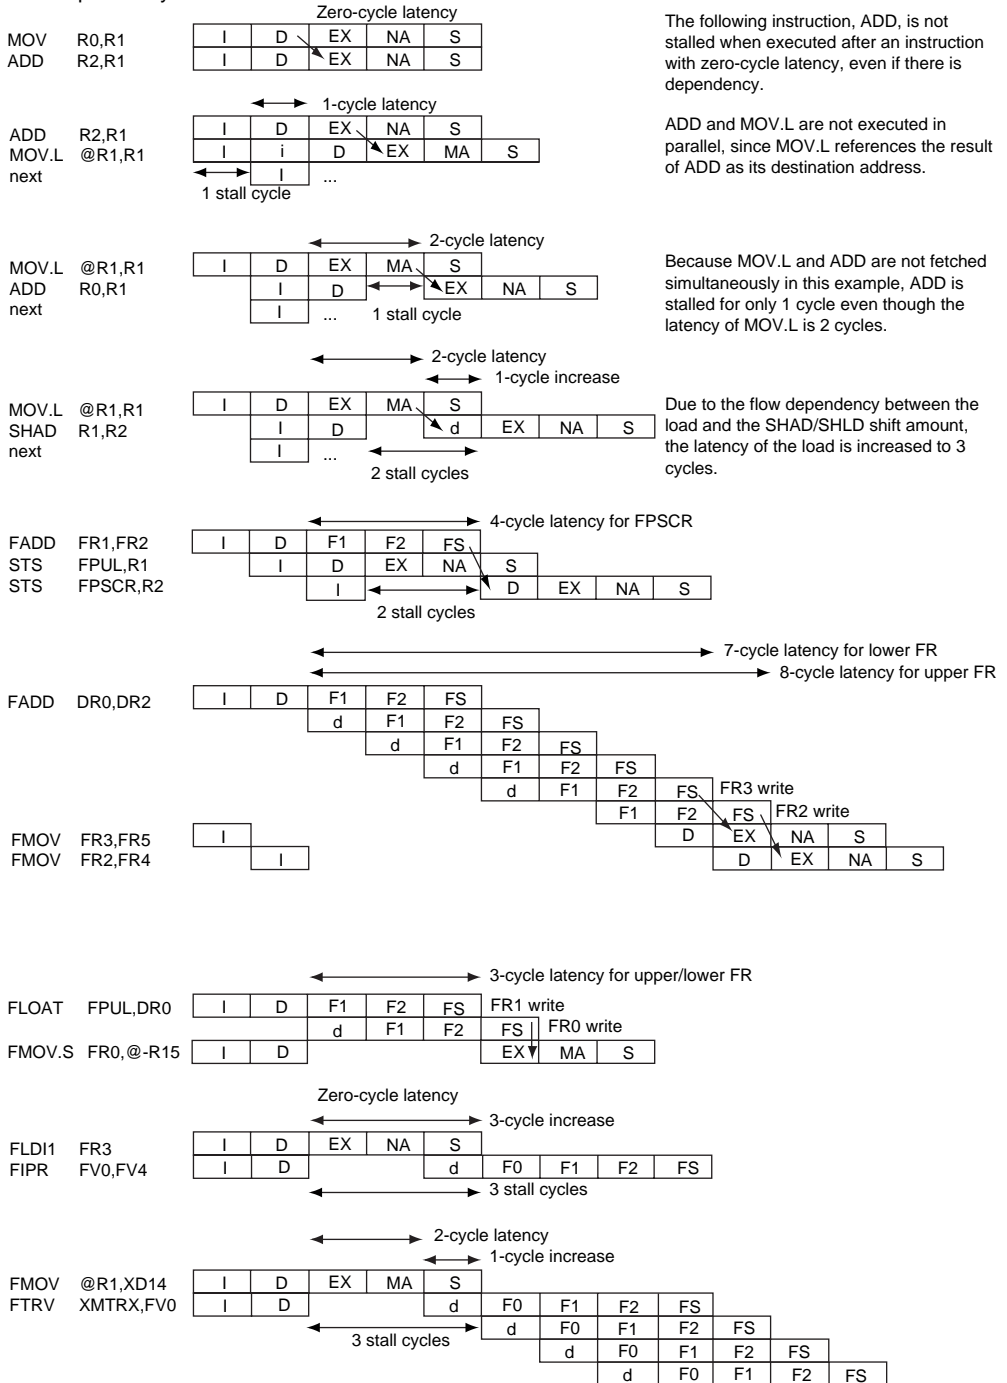 Zero-cycle latency
MOV R0,R1 I D EX NA S
ADD R2,R1 I D EX NA S
The following instruction, ADD, is not
stalled when executed after an instruction
with zero-cycle latency, even if there is
dependency.
1-cycle latency
ADD R2,R1 I D EX NA S
MOV.L @R1,R1 I i D EX MA S
next I ...
1 stall cycle
ADD and MOV.L are not executed in
parallel, since MOV.L references the result
of ADD as its destination address.
2-cycle latency
MOV.L @R1,R1 I D EX MA S
ADD R0,R1 I D EX NA S
next I ... 1 stall cycle
Because MOV.L and ADD are not fetched
simultaneously in this example, ADD is
stalled for only 1 cycle even though the
latency of MOV.L is 2 cycles.
2-cycle latency
1-cycle increase
MOV.L @R1,R1 I D EX MA S
SHAD R1,R2 I D d EX NA S
next I ...
2 stall cycles
Due to the flow dependency between the
load and the SHAD/SHLD shift amount,
the latency of the load is increased to 3
cycles.
4-cycle latency for FPSCR
FADD FR1,FR2 I D F1 F2 FS
STS FPUL,R1 I D EX NA S
STS FPSCR,R2 I D EX NA S
2 stall cycles
7-cycle latency for lower FR
8-cycle latency for upper FR
FADD DR0,DR2 I D F1 F2 FS
d F1 F2 FS
d F1 F2 FS
d F1 F2 FS
d F1 F2 FS FR3 write
F1 F2 FS FR2 write
FMOV FR3,FR5 I D EX NA S
FMOV FR2,FR4 I D EX NA S
3-cycle latency for upper/lower FR
FLOAT FPUL,DR0 I D F1 F2 FS FR1 write
d F1 F2 FS FR0 write
FMOV.S FR0,@-R15 I D EX MA S
Zero-cycle latency
3-cycle increase
FLDI1 FR3 I D EX NA S
FIPR FV0,FV4 I D d F0 F1 F2 FS
3 stall cycles
2-cycle latency
1-cycle increase
FMOV @R1,XD14 I D EX MA S
FTRV XMTRX,FV0 I D d F0 F1 F2 FS
3 stall cycles d F0 F1 F2 FS
d F0 F1 F2 FS
d F0 F1 F2 FS